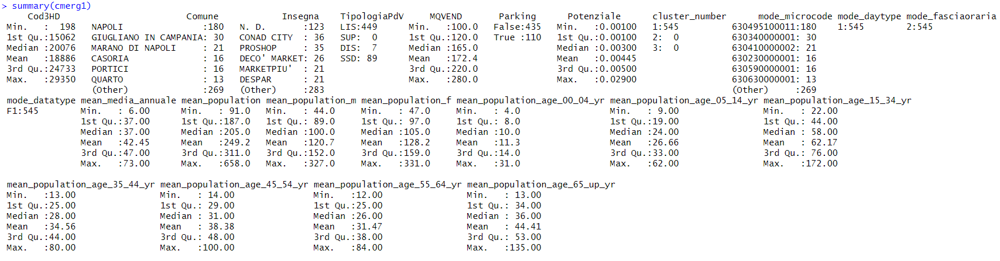 > summary(cmerg1)
     Cod3HD                        Comune              Insegna     TipologiaPdV     MQVEND        Parking       Potenziale      cluster_number         mode_microcode mode_daytype mode_fasciaoraria
 Min.   :  198   NAPOLI                :180   N. D.       :123   LIS:449      Min.   :100.0   False:435   Min.   :0.00100   1:545          630495100011:180   1:545        2:545
 1st Qu.:15062   GIUGLIANO IN CAMPANIA: 30   CONAD CITY  : 36   SUP:  0      1st Qu.:120.0   True :110   1st Qu.:0.00100   2:  0          630340000001: 30
 Median :20076   MARANO DI NAPOLI      : 21   PROSHOP     : 35   DIS:  7      Median :165.0               Median :0.00300   3:  0          630410000002: 21
 Mean   :18886   CASORIA               : 16   DECO' MARKET: 26   SSD: 89      Mean   :172.4               Mean   :0.00445                  630230000001: 16
 3rd Qu.:24733   PORTICI               : 16   MARKETPIU'  : 21                3rd Qu.:220.0               3rd Qu.:0.00500                  630590000001: 16
 Max.   :29350   QUARTO                : 13   DESPAR      : 21                Max.   :280.0               Max.   :0.02900                  630630000001: 13
                 (Other)               :269   (Other)     :283                                                                             (Other)     :269
 mode_datatype mean_media_annuale mean_population mean_population_m mean_population_f mean_population_age_00_04_yr mean_population_age_05_14_yr mean_population_age_15_34_yr
 F1:545        Min.   : 6.00      Min.   : 91.0   Min.   : 44.0     Min.   : 47.0     Min.   : 4.0                 Min.   : 9.00                Min.   : 22.00
               1st Qu.:37.00      1st Qu.:187.0   1st Qu.: 89.0     1st Qu.: 97.0     1st Qu.: 8.0                 1st Qu.:19.00                1st Qu.: 44.00
               Median :37.00      Median :205.0   Median :100.0     Median :105.0     Median :10.0                 Median :24.00                Median : 58.00
               Mean   :42.45      Mean   :249.2   Mean   :120.7     Mean   :128.2     Mean   :11.3                 Mean   :26.66                Mean   : 62.17
               3rd Qu.:47.00      3rd Qu.:311.0   3rd Qu.:152.0     3rd Qu.:159.0     3rd Qu.:14.0                 3rd Qu.:33.00                3rd Qu.: 76.00
               Max.   :73.00      Max.   :658.0   Max.   :327.0     Max.   :331.0     Max.   :31.0                 Max.   :62.00                Max.   :172.00
 mean_population_age_35_44_yr mean_population_age_45_54_yr mean_population_age_55_64_yr mean_population_age_65_up_yr
 Min.   :13.00                Min.   : 14.00               Min.   :12.00                Min.   : 13.00
 1st Qu.:25.00                1st Qu.: 29.00               1st Qu.:25.00                1st Qu.: 34.00
 Median :28.00                Median : 31.00               Median :26.00                Median : 36.00
 Mean   :34.56                Mean   : 38.38               Mean   :31.47                Mean   : 44.41
 3rd Qu.:44.00                3rd Qu.: 48.00               3rd Qu.:38.00                3rd Qu.: 53.00
 Max.   :80.00                Max.   :100.00               Max.   :84.00                Max.   :135.00